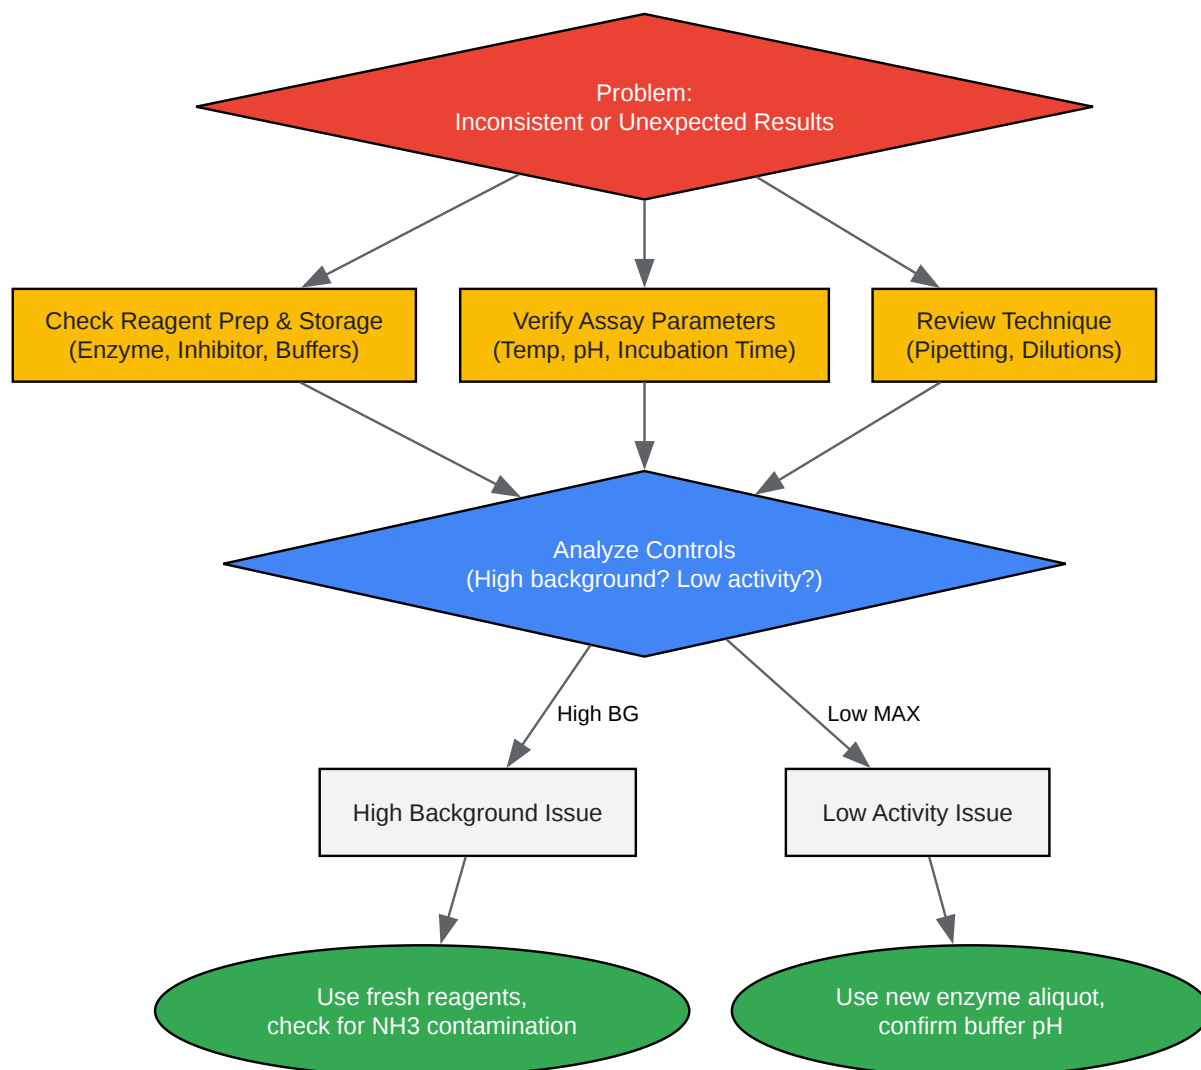 Problem:
Inconsistent or Unexpected Results
Check Reagent Prep & Storage
(Enzyme, Inhibitor, Buffers)
Verify Assay Parameters
(Temp, pH, Incubation Time)
Review Technique
(Pipetting, Dilutions)
Analyze Controls
(High background? Low activity?)
High BG
Low MAX
High Background Issue
Low Activity Issue
Use fresh reagents,
check for NH3 contamination
Use new enzyme aliquot,
confirm buffer pH